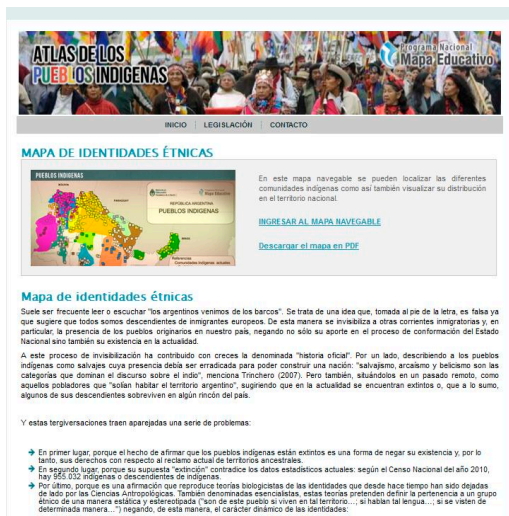 ATLAS DE LOS
PUEBLOS INDIGENAS
Programa Nacional
Mapa Educativo
INICIO | LEGISLACIÓN | CONTACTO
MAPA DE IDENTIDADES ÉTNICAS
PUEBLOS INDIGENAS
BOLIVIA
PARAGUAY
REPUBLICA ARGENTINA
PUEBLOS INDIGENAS
BRASIL
Referencias
Comunidades Indígenas actuales
En este mapa navegable se pueden localizar las diferentes
comunidades indígenas como así también visualizar su distribución
en el territorio nacional.
INGRESAR AL MAPA NAVEGABLE
Descargar el mapa en PDF
Mapa de identidades étnicas
Suele ser frecuente leer o escuchar "los argentinos venimos de los barcos". Se trata de una idea que, tomada al pie de la letra, es falsa ya
que sugiere que todos somos descendientes de inmigrantes europeos. De esta manera se invisibiliza a otras corrientes inmigratorias y, en
particular, la presencia de los pueblos originarios en nuestro país, negando no sólo su aporte en el proceso de conformación del Estado
Nacional sino también su existencia en la actualidad.
A este proceso de invisibilización ha contribuido con creces la denominada "historia oficial". Por un lado, describiendo a los pueblos
indígenas como salvajes cuya presencia debía ser erradicada para poder construir una nación: "salvajismo, arcaísmo y belicismo son las
categorías que dominan el discurso sobre el indio", menciona Trinchero (2007). Pero también, situándolos en un pasado remoto, como
aquellos pobladores que "solían habitar el territorio argentino", sugiriendo que en la actualidad se encuentran extintos o, que a lo sumo,
algunos de sus descendientes sobreviven en algún rincón del país.
Y estas tergiversaciones traen aparejadas una serie de problemas:
En primer lugar, porque el hecho de afirmar que los pueblos indígenas están extintos es una forma de negar su existencia y, por lo
tanto, sus derechos con respecto al reclamo actual de territorios ancestrales.
En segundo lugar, porque su supuesta "extinción" contradice los datos estadísticos actuales: según el Censo Nacional del año 2010,
hay 955.032 indígenas o descendientes de indígenas.
Por último, porque es una afirmación que reproduce teorías biologicistas de las identidades que desde hace tiempo han sido dejadas
de lado por las Ciencias Antropológicas. También denominadas esencialistas, estas teorías pretenden definir la pertenencia a un grupo
étnico de una manera estática y estereotipada ("son de este pueblo si viven en tal territorio...; si hablan tal lengua...; si se visten de
determinada manera...") negando, de esta manera, el carácter dinámico de las identidades: